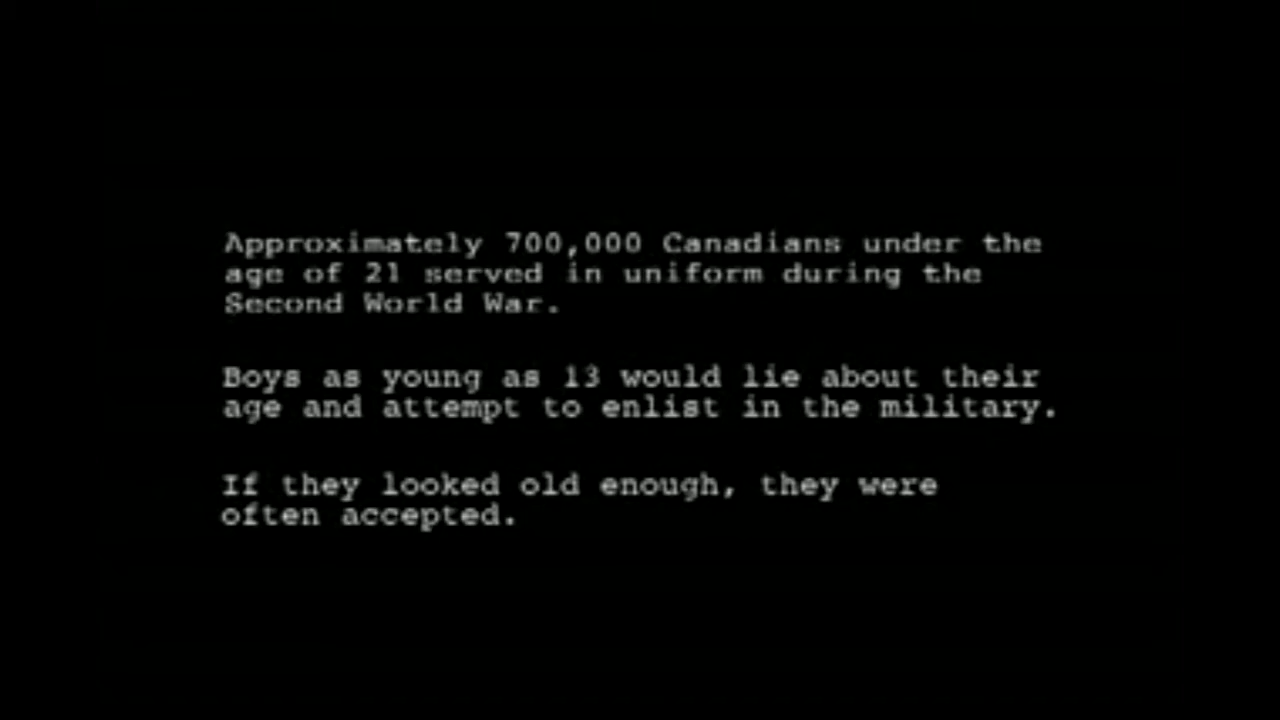 Approximately 700,000 Canadians under the
age of 21 served in uniform during the
Second World War.
Boys as young as 13 would lie about their
age and attempt to enlist in the military.
If they looked old enough, they were
often accepted.